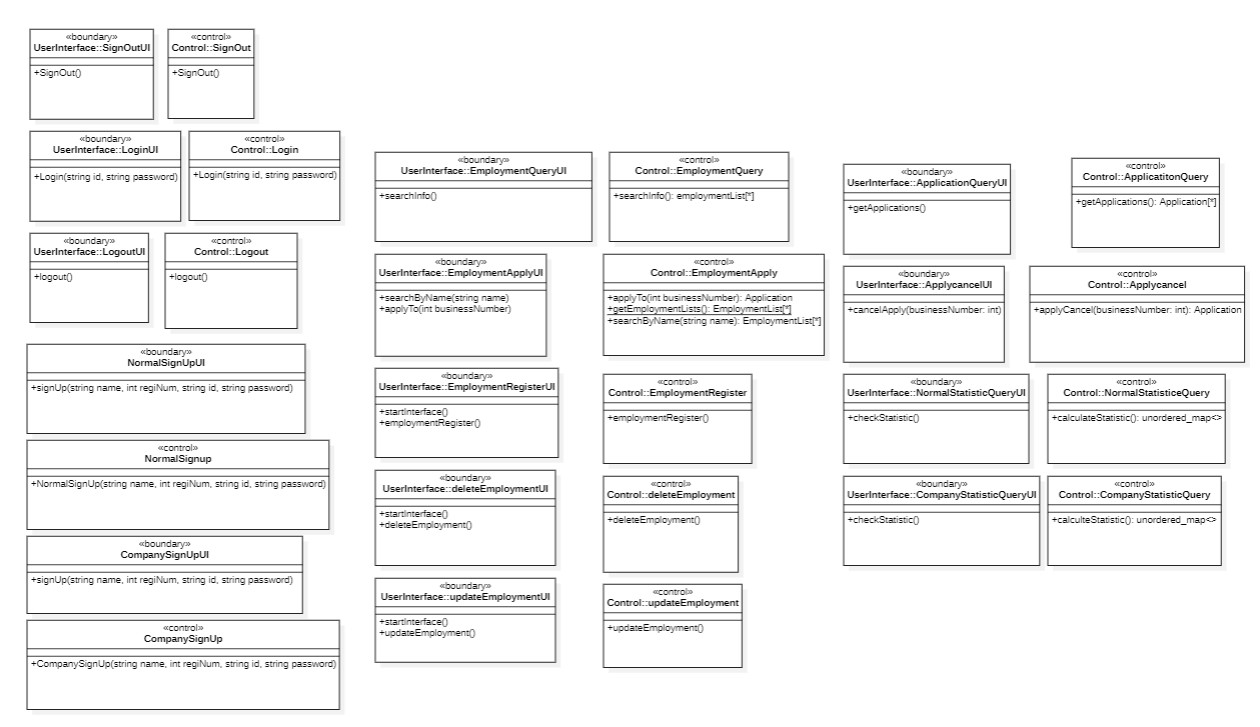 «boundary»
UserInterface::SignOutUI
+SignOut()
«control»
Control::SignOut
+SignOut()
«boundary»
UserInterface::LoginUI
+Login(string id, string password)
«control»
Control::Login
+Login(string id, string password)
«boundary»
UserInterface::LogoutUI
+logout()
«control»
Control::Logout
+logout()
«boundary»
NormalSignUpUI
+signUp(string name, int regiNum, string id, string password)
«control»
NormalSignup
+NormalSignUp(string name, int regiNum, string id, string password)
«boundary»
CompanySignUpUI
+signUp(string name, int regiNum, string id, string password)
«control»
CompanySignUp
+CompanySignUp(string name, int regiNum, string id, string password)
«boundary»
UserInterface::EmploymentQueryUI
+searchInfo()
«control»
Control::EmploymentQuery
+searchInfo(): employmentList[*]
«boundary»
UserInterface::EmploymentApplyUI
+searchByName(string name)
+applyTo(int businessNumber)
«control»
Control::EmploymentApply
+applyTo(int businessNumber): Application
+getEmploymentLists(): EmploymentList[*]
+searchByName(string name): EmploymentList[*]
«boundary»
UserInterface::EmploymentRegisterUI
+startInterface()
+employmentRegister()
«control»
Control::EmploymentRegister
+employmentRegister()
«boundary»
UserInterface::deleteEmploymentUI
+startInterface()
+deleteEmployment()
«control»
Control::deleteEmployment
+deleteEmployment()
«boundary»
UserInterface::updateEmploymentUI
+startInterface()
+updateEmployment()
«control»
Control::updateEmployment
+updateEmployment()
«boundary»
UserInterface::ApplicationQueryUI
+getApplications()
«control»
Control::ApplicatitonQuery
+getApplications(): Application[*]
«boundary»
UserInterface::ApplycancelUI
+cancelApply(businessNumber: int)
«control»
Control::Applycancel
+applyCancel(businessNumber: int): Application
«boundary»
UserInterface::NormalStatisticQueryUI
+checkStatistic()
«control»
Control::NormalStatisticeQuery
+calculateStatistic(): unordered_map<>
«boundary»
UserInterface::CompanyStatisticQueryUI
+checkStatistic()
«control»
Control::CompanyStatisticQuery
+calculteStatistic(): unordered_map<>